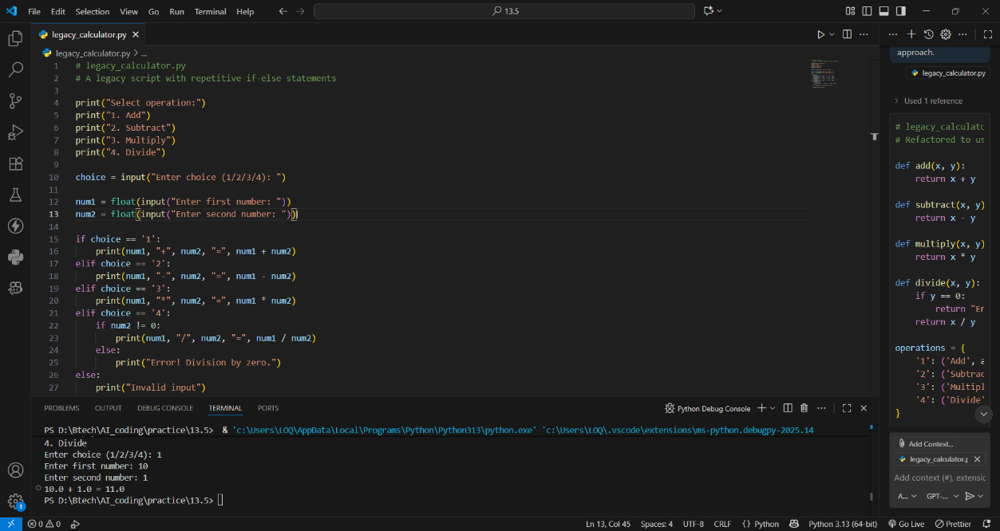 File Edit Selection View Go Run Terminal Help
13.5
legacy_calculator.py
legacy_calculator.py > ...
1 # legacy_calculator.py
2 # A legacy script with repetitive if-else statements
3
4 print("Select operation:")
5 print("1. Add")
6 print("2. Subtract")
7 print("3. Multiply")
8 print("4. Divide")
9
10 choice = input("Enter choice (1/2/3/4): ")
11
12 num1 = float(input("Enter first number: "))
13 num2 = float(input("Enter second number: "))
14
15 if choice == '1':
16 print(num1, "+", num2, "=", num1 + num2)
17 elif choice == '2':
18 print(num1, "-", num2, "=", num1 - num2)
19 elif choice == '3':
20 print(num1, "*", num2, "=", num1 * num2)
21 elif choice == '4':
22 if num2 != 0:
23 print(num1, "/", num2, "=", num1 / num2)
24 else:
25 print("Error! Division by zero.")
26 else:
27 print("Invalid input")
PROBLEMS OUTPUT DEBUG CONSOLE TERMINAL PORTS
Python Debug Console
PS D:\Btech\AI_coding\practice\13.5> & 'c:\Users\LOQ\AppData\Local\Programs\Python\Python313\python.exe' 'c:\Users\LOQ\.vscode\extensions\ms-python.debugpy-2025.14
4. Divide
Enter choice (1/2/3/4): 1
Enter first number: 10
Enter second number: 1
10.0 + 1.0 = 11.0
PS D:\Btech\AI_coding\practice\13.5>
approach.
legacy_calculator.py
> Used 1 reference
# legacy_calculato
# Refactored to us
def add(x, y):
return x + y
def subtract(x, y)
return x - y
def multiply(x, y)
return x * y
def divide(x, y):
if y == 0:
return "Er
return x / y
operations = {
'1': ('Add', a
'2': ('Subtrac
'3': ('Multipl
'4': ('Divide'
}
Add Context...
legacy_calculator.p
Add context (#), extensic
A... GPT-...
1
0 0
Ln 13, Col 45 Spaces: 4 UTF-8 CRLF {} Python Python 3.13 (64-bit) Go Live Prettier